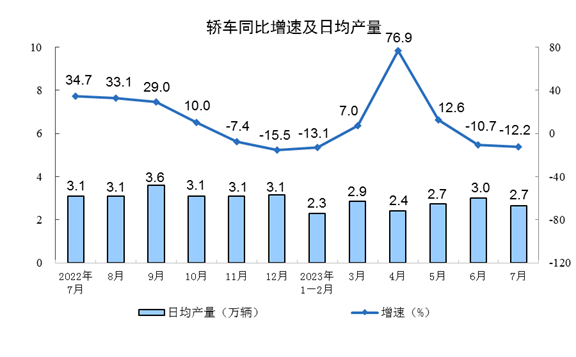 轿车同比增速及日均产量
10
8
6
4
2
0
80
40
0
-40
-80
-120
34.7 33.1 29.0 10.0 -7.4 -15.5 -13.1 7.0 76.9 12.6 -10.7 -12.2
3.1 3.1 3.6 3.1 3.1 3.1 2.3 2.9 2.4 2.7 3.0 2.7
2022年 8月 9月 10月 11月 12月 2023年 3月 4月 5月 6月 7月
7月 1—2月
日均产量（万辆） 增速（%）